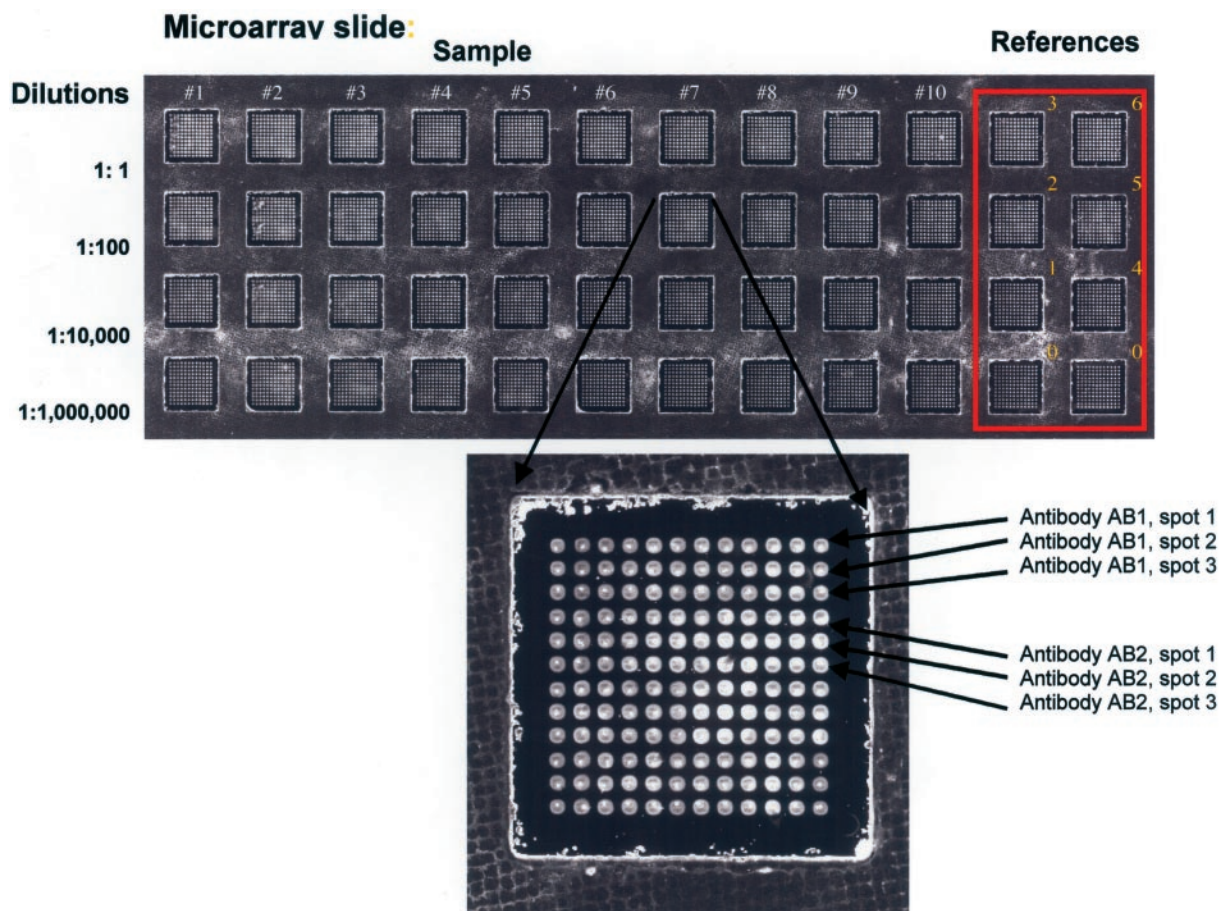 Microarray slide:
Sample
References
Dilutions
#1 #2 #3 #4 #5 #6 #7 #8 #9 #10
3 6
1: 1
2 5
1:100
1 4
1:10,000
0 0
1:1,000,000
Antibody AB1, spot 1
Antibody AB1, spot 2
Antibody AB1, spot 3
Antibody AB2, spot 1
Antibody AB2, spot 2
Antibody AB2, spot 3